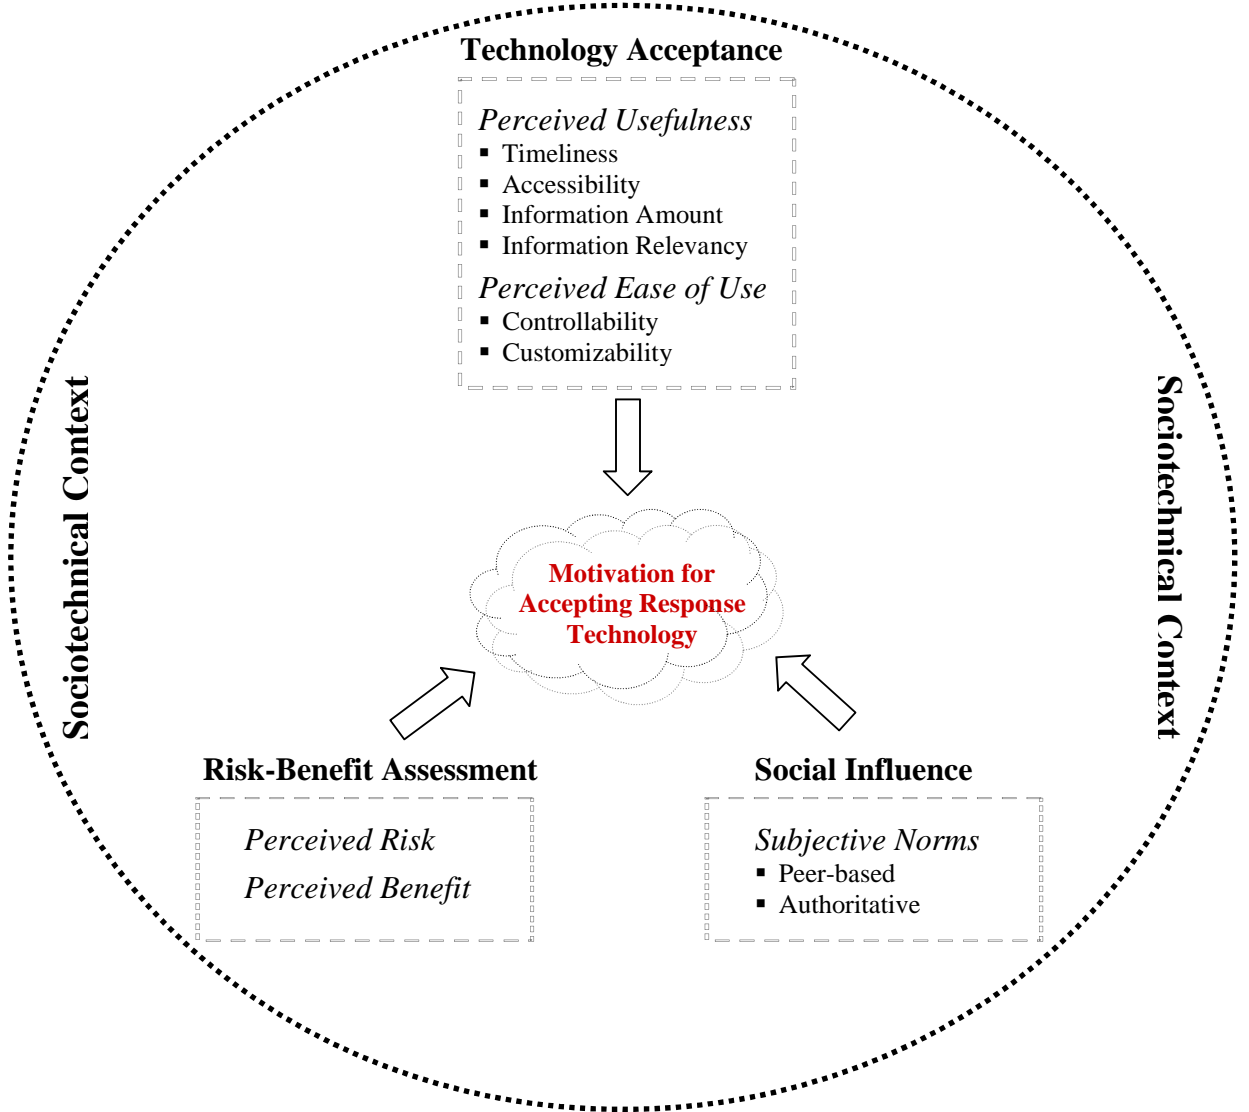 Technology Acceptance
Perceived Usefulness
▪ Timeliness
▪ Accessibility
▪ Information Amount
▪ Information Relevancy
Perceived Ease of Use
▪ Controllability
▪ Customizability
Sociotechnical Context
Sociotechnical Context
Motivation for
Accepting Response
Technology
Risk-Benefit Assessment
Perceived Risk
Perceived Benefit
Social Influence
Subjective Norms
▪ Peer-based
▪ Authoritative